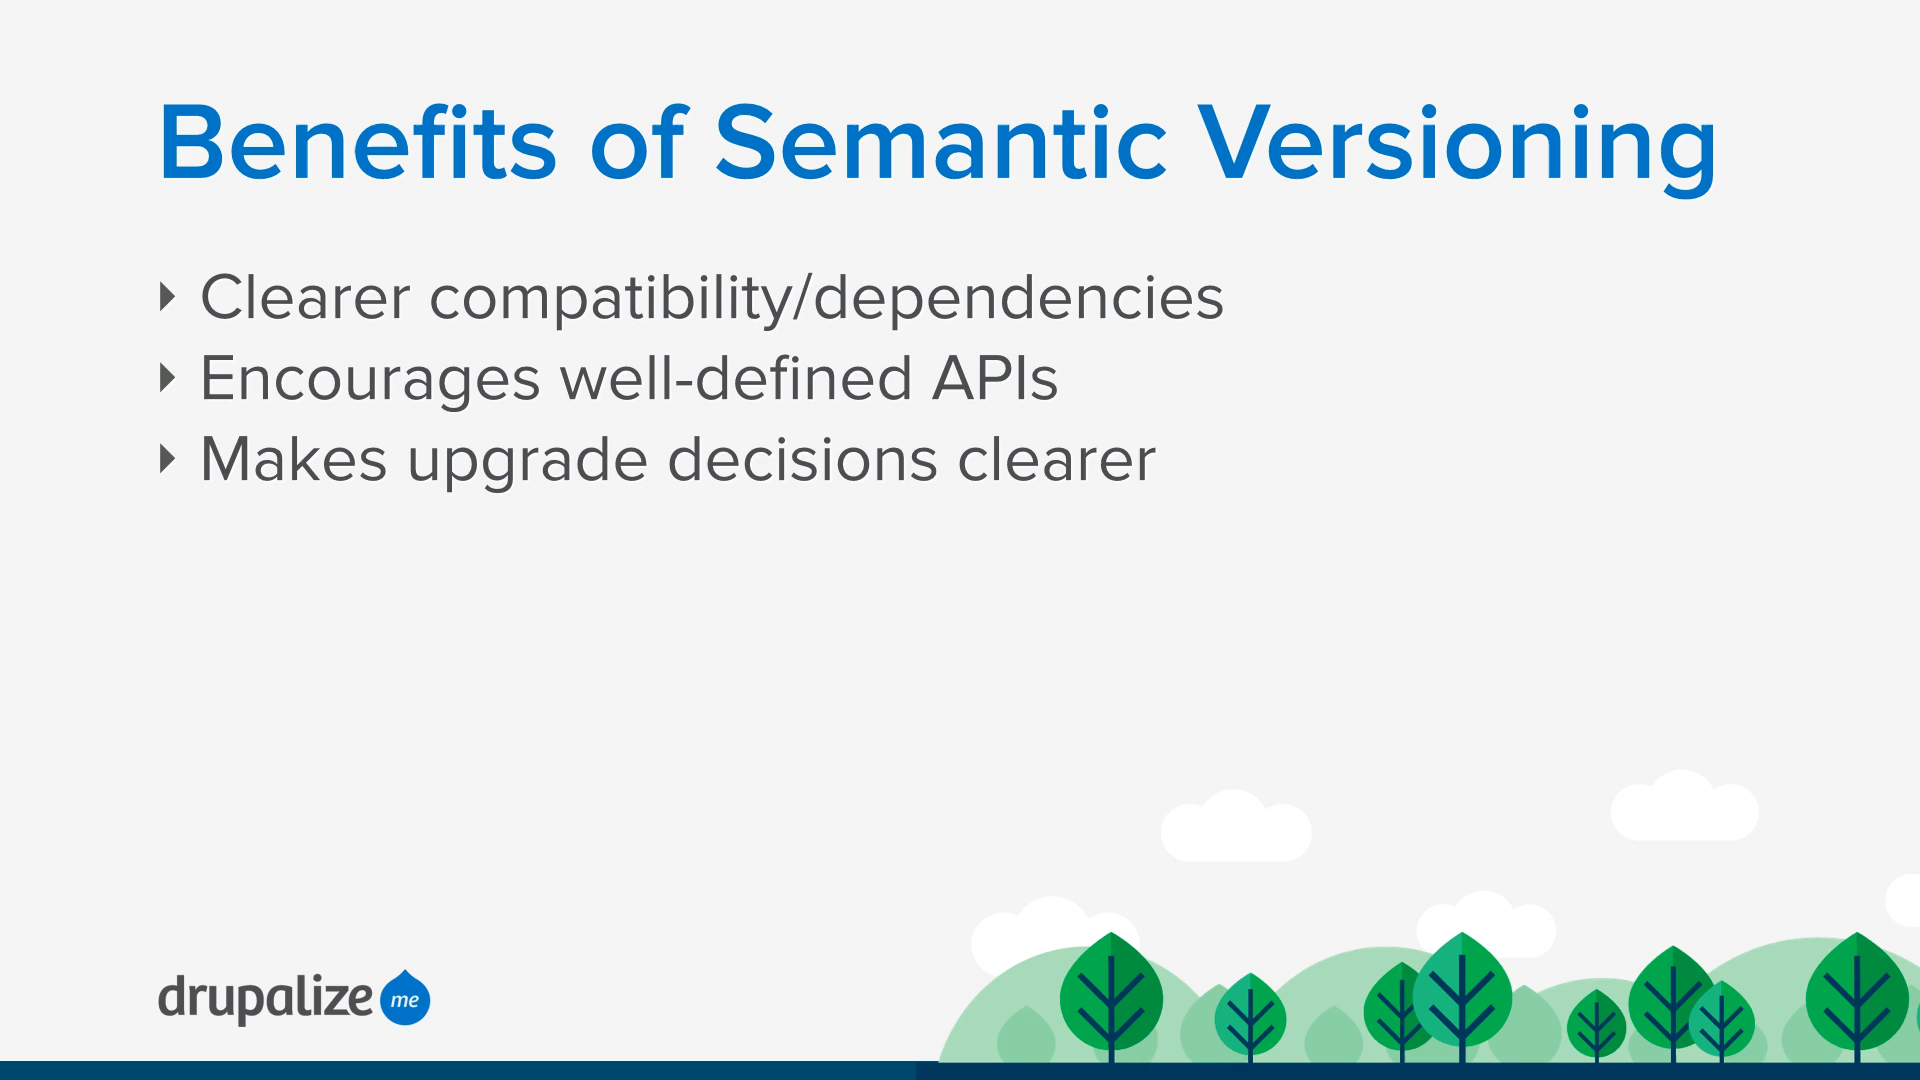 Benefits of Semantic Versioning
Clearer compatibility/dependencies
Encourages well-defined APIs
Makes upgrade decisions clearer
drupalize me